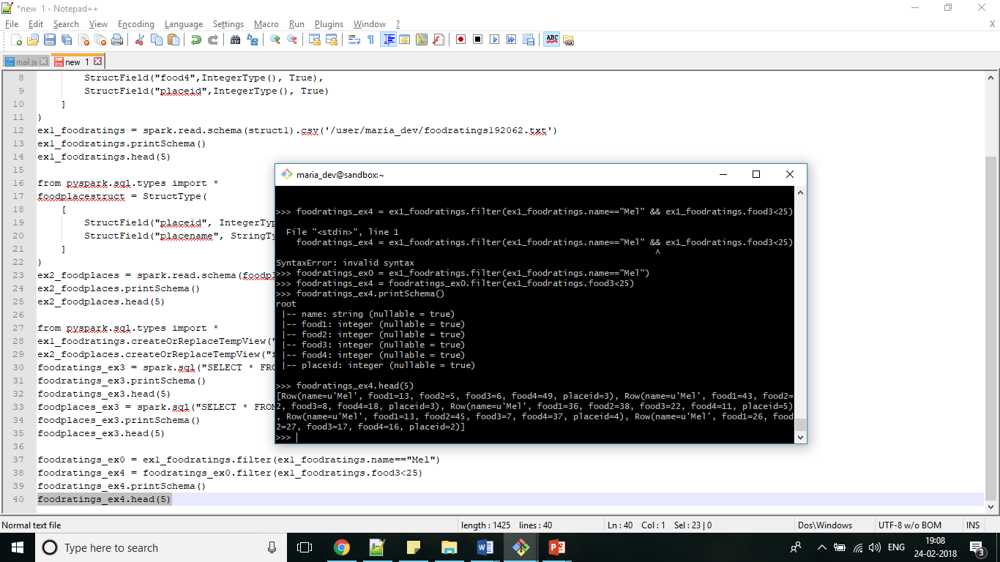 *new 1 - Notepad++
File Edit Search View Encoding Language Settings Macro Run Plugins Window ?
X
ABC
mail.js new 1
8 StructField("food4",IntegerType(), True),
9 StructField("placeid",IntegerType(), True)
10 ]
11 )
12 ex1_foodratings = spark.read.schema(struct1).csv('/user/maria_dev/foodratings192062.txt')
13 ex1_foodratings.printSchema()
14 ex1_foodratings.head(5)
15
16 from pyspark.sql.types import *
17 foodplacestruct = StructType(
18 [
19 StructField("placeid", IntegerTyp
20 StructField("placename", StringTy
21 ]
22 )
23 ex2_foodplaces = spark.read.schema(foodpl
24 ex2_foodplaces.printSchema()
25 ex2_foodplaces.head(5)
26
27 from pyspark.sql.types import *
28 ex1_foodratings.createOrReplaceTempView("
29 ex2_foodplaces.createOrReplaceTempView("f
30 foodratings_ex3 = spark.sql("SELECT * FRO
31 foodratings_ex3.printSchema()
32 foodratings_ex3.head(5)
33 foodplaces_ex3 = spark.sql("SELECT * FROM
34 foodplaces_ex3.printSchema()
35 foodplaces_ex3.head(5)
36
37 foodratings_ex0 = ex1_foodratings.filter(ex1_foodratings.name=="Mel")
38 foodratings_ex4 = foodratings_ex0.filter(ex1_foodratings.food3<25)
39 foodratings_ex4.printSchema()
40 foodratings_ex4.head(5)
maria_dev@sandbox:~
>>> foodratings_ex4 = ex1_foodratings.filter(ex1_foodratings.name=="Mel" && ex1_foodratings.food3<25)
File "<stdin>", line 1
foodratings_ex4 = ex1_foodratings.filter(ex1_foodratings.name=="Mel" && ex1_foodratings.food3<25)
^
SyntaxError: invalid syntax
>>> foodratings_ex0 = ex1_foodratings.filter(ex1_foodratings.name=="Mel")
>>> foodratings_ex4 = foodratings_ex0.filter(ex1_foodratings.food3<25)
>>> foodratings_ex4.printSchema()
root
|-- name: string (nullable = true)
|-- food1: integer (nullable = true)
|-- food2: integer (nullable = true)
|-- food3: integer (nullable = true)
|-- food4: integer (nullable = true)
|-- placeid: integer (nullable = true)
>>> foodratings_ex4.head(5)
[Row(name=u'Mel', food1=13, food2=5, food3=6, food4=49, placeid=3), Row(name=u'Mel', food1=43, food2=
2, food3=8, food4=18, placeid=3), Row(name=u'Mel', food1=36, food2=38, food3=22, food4=11, placeid=5)
, Row(name=u'Mel', food1=13, food2=45, food3=7, food4=37, placeid=4), Row(name=u'Mel', food1=26, food
2=27, food3=17, food4=16, placeid=2)]
>>>
Normal text file length : 1425 lines : 40 Ln : 40 Col : 1 Sel : 23 | 0 Dos\Windows UTF-8 w/o BOM INS
Type here to search
ENG
19:08
24-02-2018
3